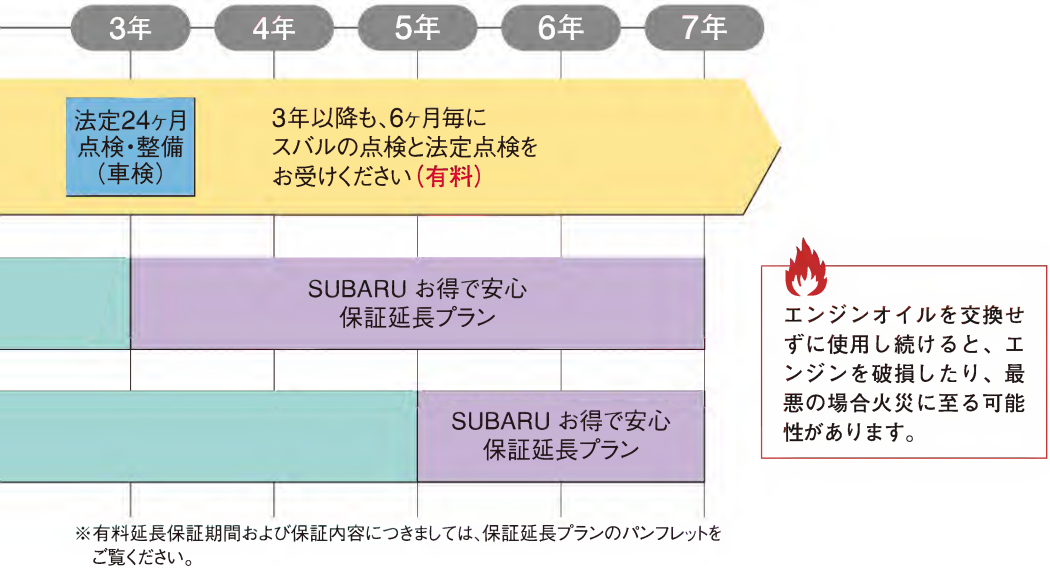 3年 4年 5年 6年 7年
法定24ヶ月
点検・整備
（車検）
3年以降も、6ヶ月毎に
スバルの点検と法定点検を
お受けください（有料）
SUBARU お得で安心
保証延長プラン
SUBARU お得で安心
保証延長プラン
エンジンオイルを交換せ
ずに使用し続けると、エ
ンジンを破損したり、最
悪の場合火災に至る可能
性があります。
※有料延長保証期間および保証内容につきましては、保証延長プランのパンフレットを
ご覧ください。